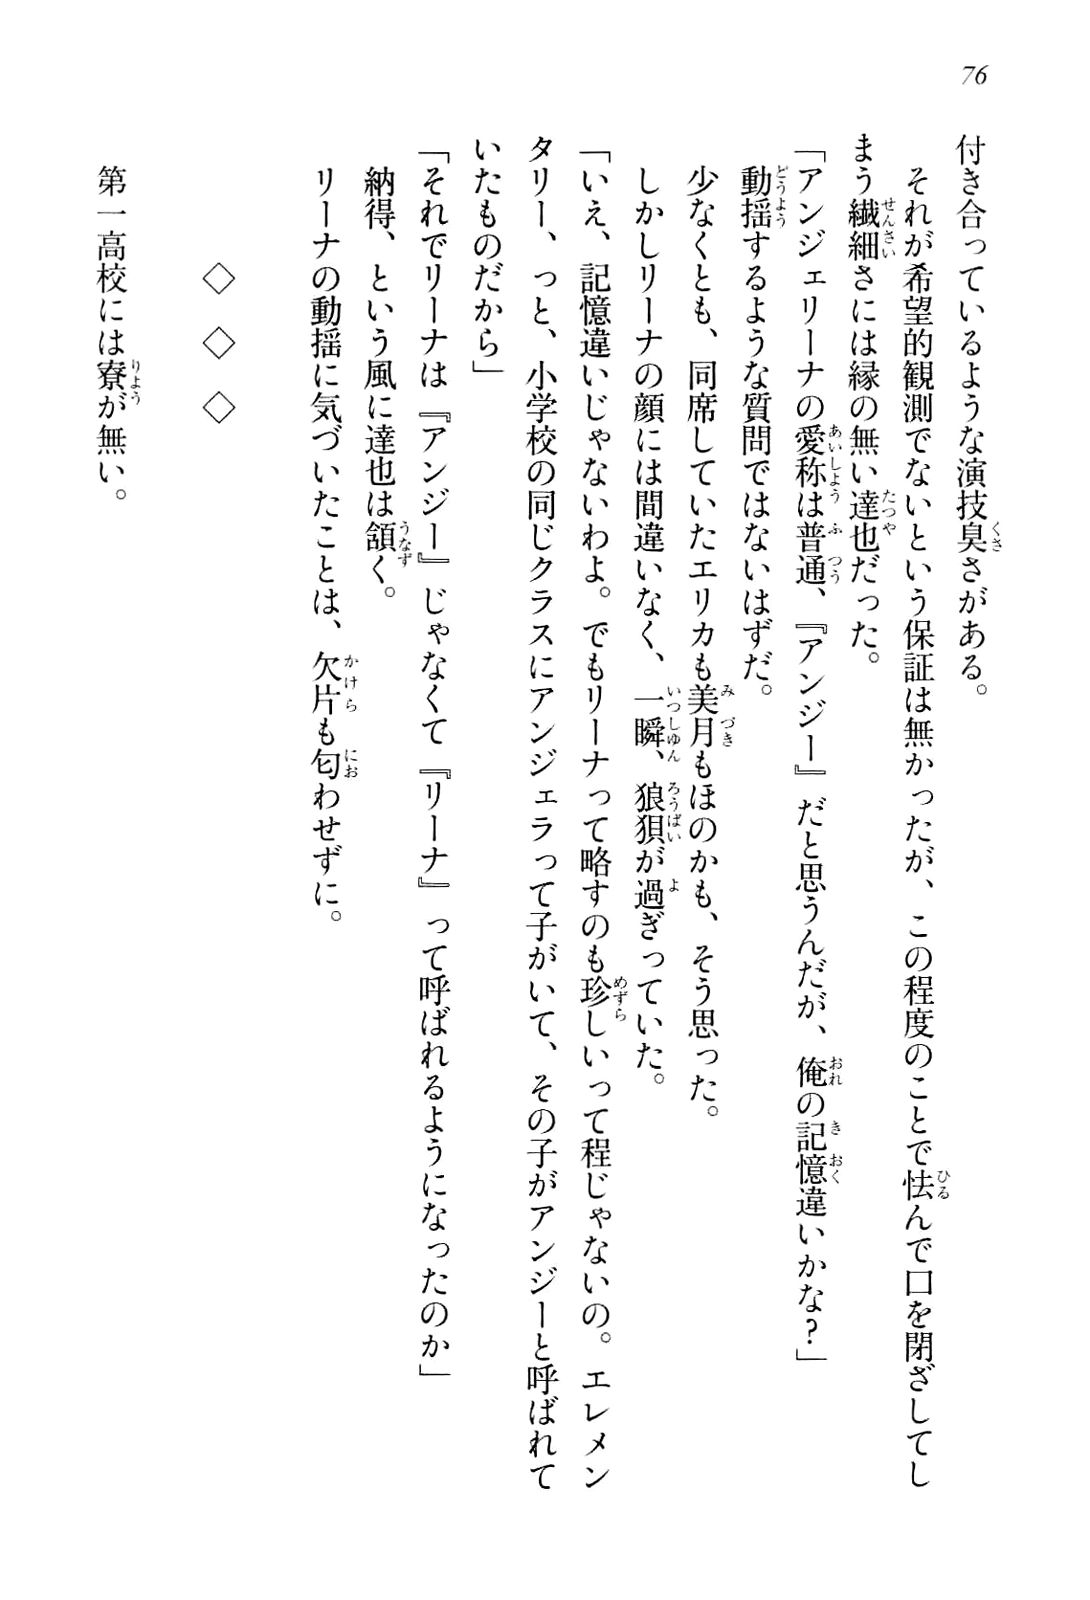 76
付き合っているような演技臭さがある。
それが希望的観測でないという保証は無かったが、この程度のことで怯んで口を閉ざしてし
まう繊細さには縁の無い達也だった。
「アンジェリーナの愛称は普通、『アンジー』だと思うんだが、俺の記憶違いかな？」
動揺するような質問ではないはずだ。
少なくとも、同席していたエリカも美月もほのかも、そう思った。
しかしリーナの顔には間違いなく、一瞬、狼狽が過ぎっていた。
「いえ、記憶違いじゃないわよ。でもリーナって略すのも珍しいって程じゃないの。エレメン
タリー、っと、小学校の同じクラスにアンジェラって子がいて、その子がアンジーと呼ばれて
いたものだから」
「それでリーナは『アンジー』じゃなくて『リーナ』って呼ばれるようになったのか」
納得、という風に達也は頷く。
リーナの動揺に気づいたことは、欠片も匂わせずに。
◇ ◇ ◇
第一高校には寮が無い。